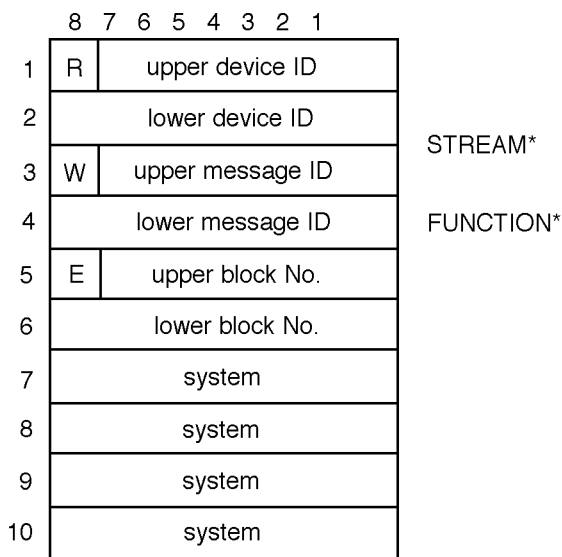 8 7 6 5 4 3 2 1
1 R upper device ID
2 lower device ID
STREAM*
3 W upper message ID
4 lower message ID FUNCTION*
5 E upper block No.
6 lower block No.
7 system
8 system
9 system
10 system